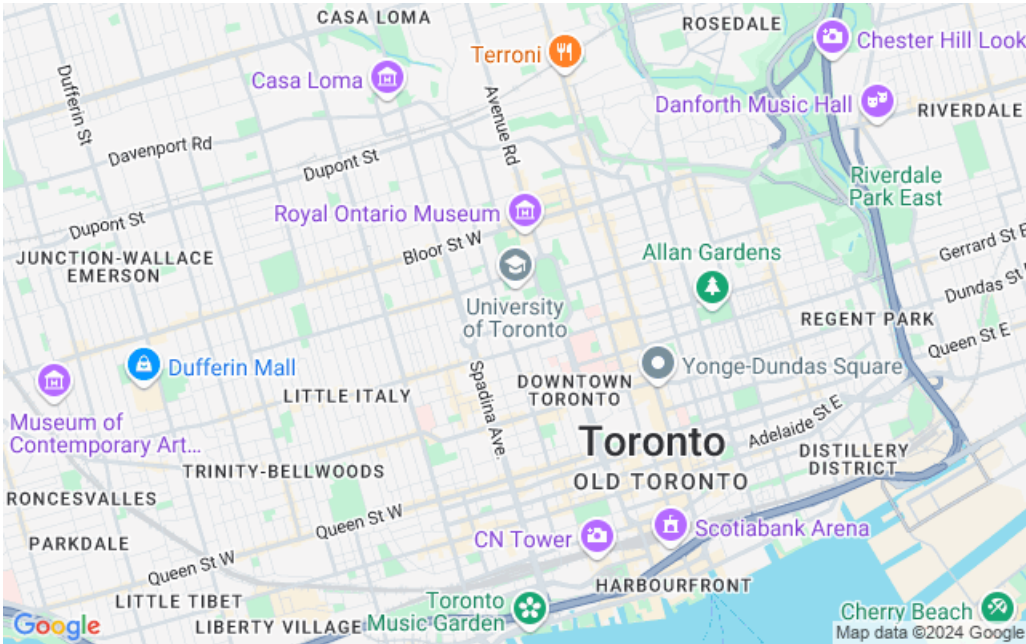 CASA LOMA
ROSEDALE
Terroni
Chester Hill Look
Casa Loma
Dufferin St
Avenue Rd
Danforth Music Hall
RIVERDALE
Davenport Rd
Dupont St
Riverdale
Park East
Royal Ontario Museum
Dupont St
Bloor St W
Allan Gardens
Gerrard St E
JUNCTION-WALLACE
EMERSON
University
of Toronto
Dundas St
REGENT PARK
Queen St E
Dufferin Mall
Yonge-Dundas Square
Spadina Ave.
DOWNTOWN
TORONTO
LITTLE ITALY
Museum of
Contemporary Art...
Adelaide St E
Toronto
DISTILLERY
DISTRICT
TRINITY-BELLWOODS
OLD TORONTO
RONCESVALLES
Queen St W
Scotiabank Arena
CN Tower
PARKDALE
Queen St W
HARBOURFRONT
LITTLE TIBET
Toronto
Music Garden
Cherry Beach
LIBERTY VILLAGE
Google
Map data ©2024 Google